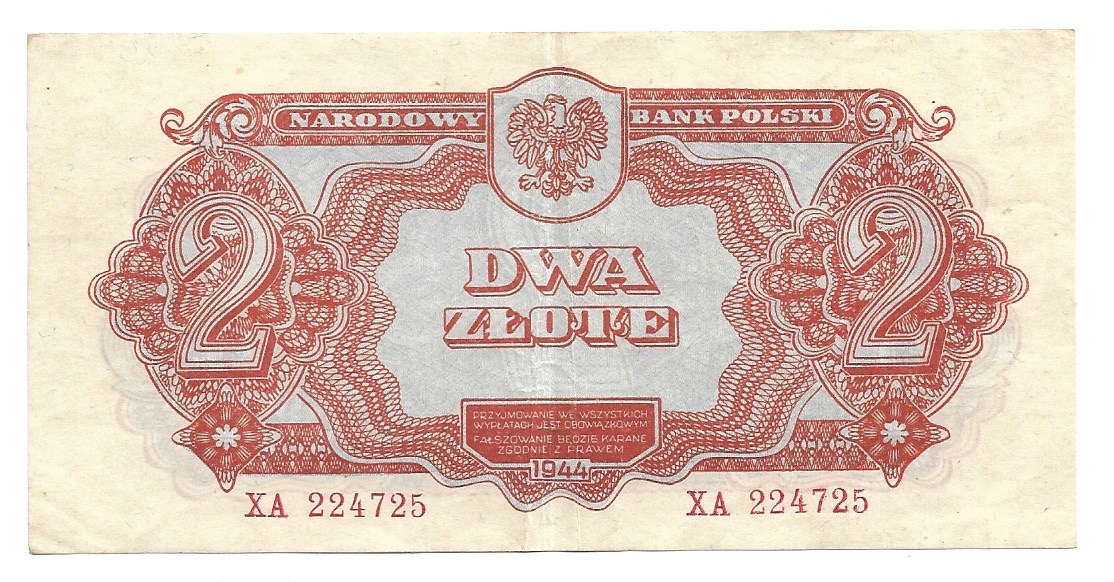 NARODOWY BANK POLSKI
2 2
DWA
ZŁOTE
PRZYJMOWANIE WE WSZYSTKICH
WYPŁATACH JEST OBOWIĄZKOWYM
FAŁSZOWANIE BĘDZIE KARANE
ZGODNIE Z PRAWEM
1944
XA 224725 XA 224725